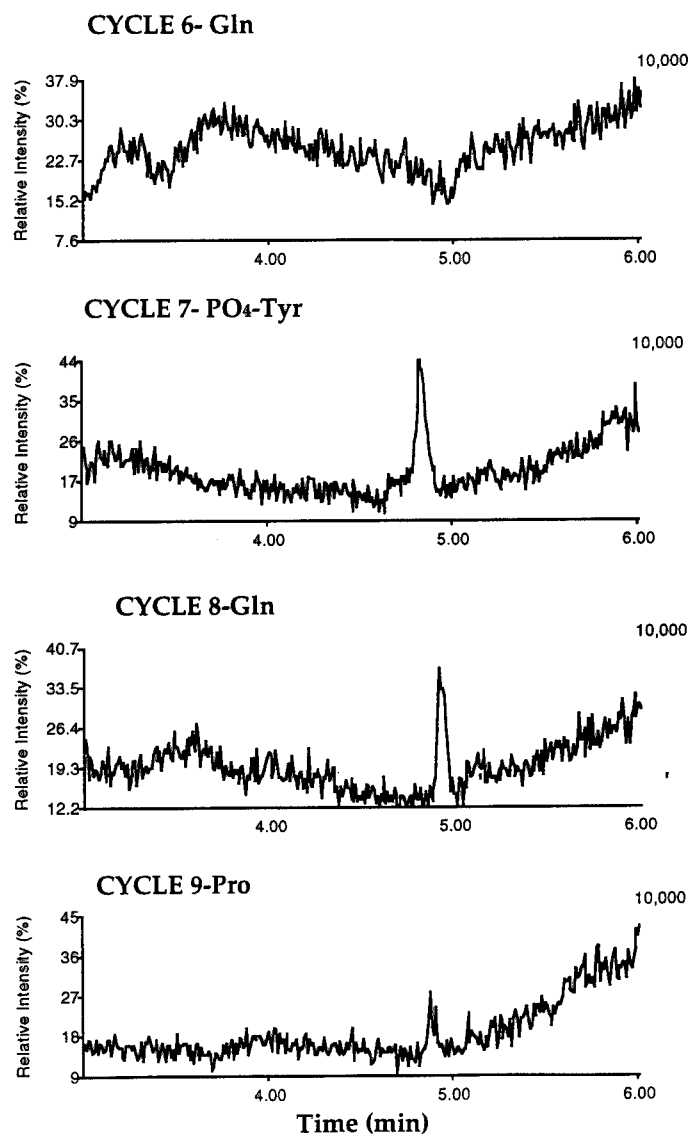 CYCLE 6- Gln
10,000
Relative Intensity (%)
37.9
30.3
22.7
15.2
7.6
4.00 5.00 6.00
CYCLE 7- PO4-Tyr
10,000
Relative Intensity (%)
44
35
26
17
9
4.00 5.00 6.00
CYCLE 8-Gln
10,000
Relative Intensity (%)
40.7
33.5
26.4
19.3
12.2
4.00 5.00 6.00
CYCLE 9-Pro
10,000
Relative Intensity (%)
45
36
27
18
9
4.00 5.00 6.00
Time (min)